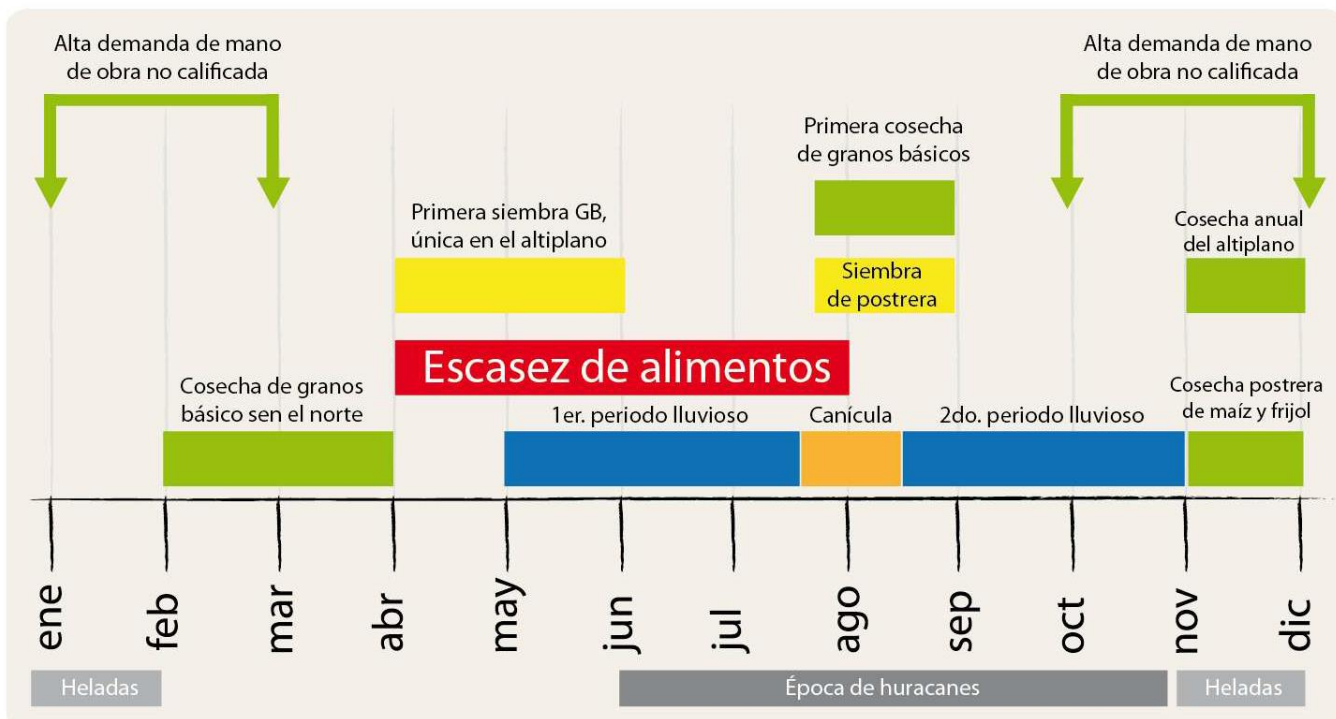 Alta demanda de mano
de obra no calificada
Alta demanda de mano
de obra no calificada
Primera cosecha
de granos básicos
Primera siembra GB,
única en el altiplano
Cosecha anual
del altiplano
Siembra
de postrera
Escasez de alimentos
Cosecha de granos
básico sen el norte
1er. periodo lluvioso
Canícula
2do. periodo lluvioso
Cosecha postrera
de maíz y frijol
ene
feb
mar
abr
may
jun
jul
ago
sep
oct
nov
dic
Heladas
Época de huracanes
Heladas